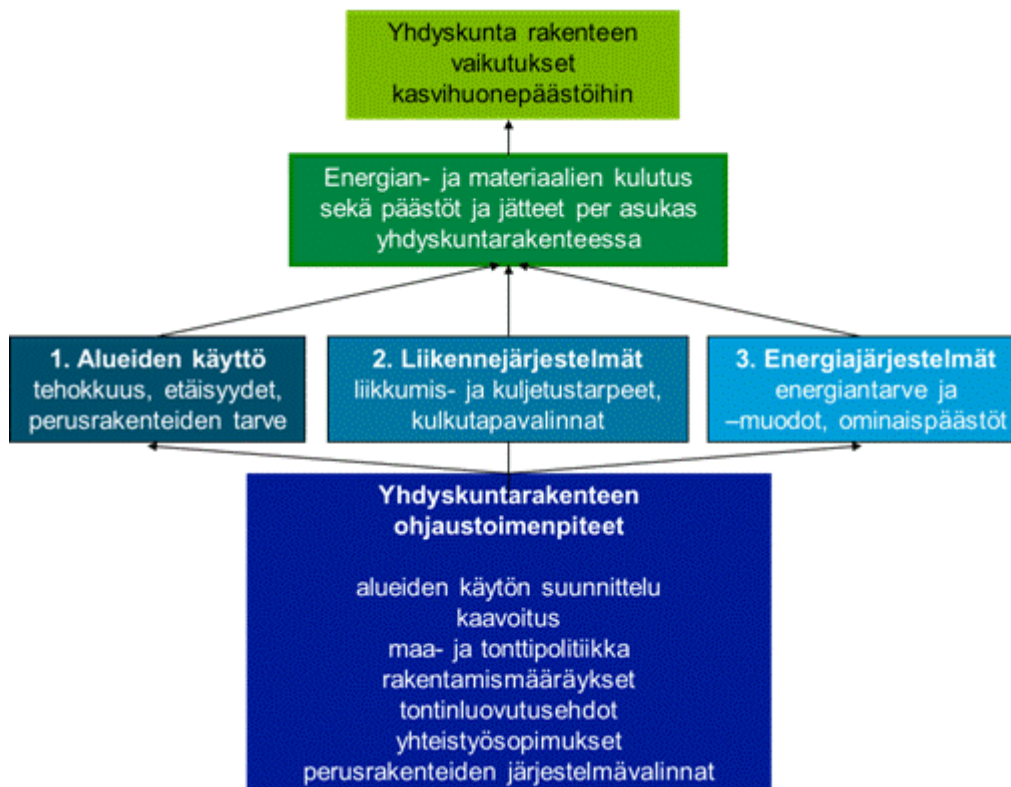 Yhdyskunta rakenteen
vaikutukset
kasvihuonepäästöihin
Energian- ja materiaalien kulutus
sekä päästöt ja jätteet per asukas
yhdyskuntarakenteessa
1. Alueiden käyttö
tehokkuus, etäisyydet,
perusrakenteiden tarve
2. Liikennejärjestelmät
liikkumis- ja kuljetustarpeet,
kulkutapavalinnat
3. Energiajärjestelmät
energiantarve ja
–muodot, ominaispäästöt
Yhdyskuntarakenteen
ohjaustoimenpiteet
alueiden käytön suunnittelu
kaavoitus
maa- ja tonttipolitiikka
rakentamismääräykset
tontinluovutusehdot
yhteistyösopimukset
perusrakenteiden järjestelmävalinnat